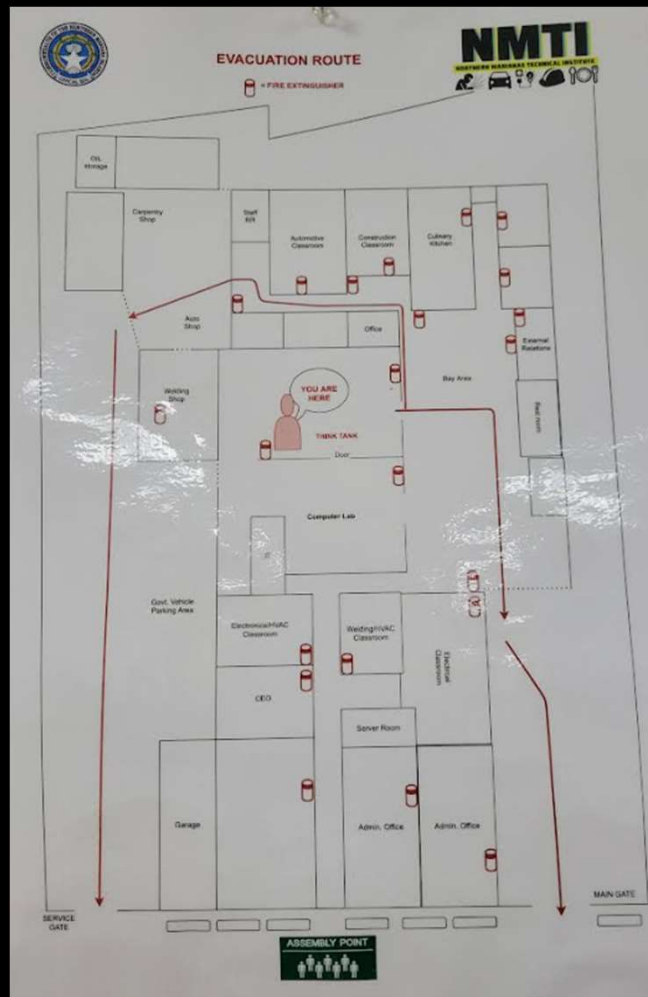 EVACUATION ROUTE
= FIRE EXTINGUISHER
NMTI
NORTHERN MARIANAS TECHNICAL INSTITUTE
OIL
Storage
Carpentry
Shop
Staff
RR
Automotive
Classroom
Construction
Classroom
Culinary
Kitchen
Auto
Shop
Office
External
Relations
Bay Area
Welding
Shop
YOU ARE
HERE
THINK TANK
Door
Rest room
Computer Lab
Govt. Vehicle
Parking Area
Electronics/HVAC
Classroom
Welding/HVAC
Classroom
Electrical
Classroom
CEO
Server Room
Garage
Admin. Office
Admin. Office
SERVICE
GATE
MAIN GATE
ASSEMBLY POINT